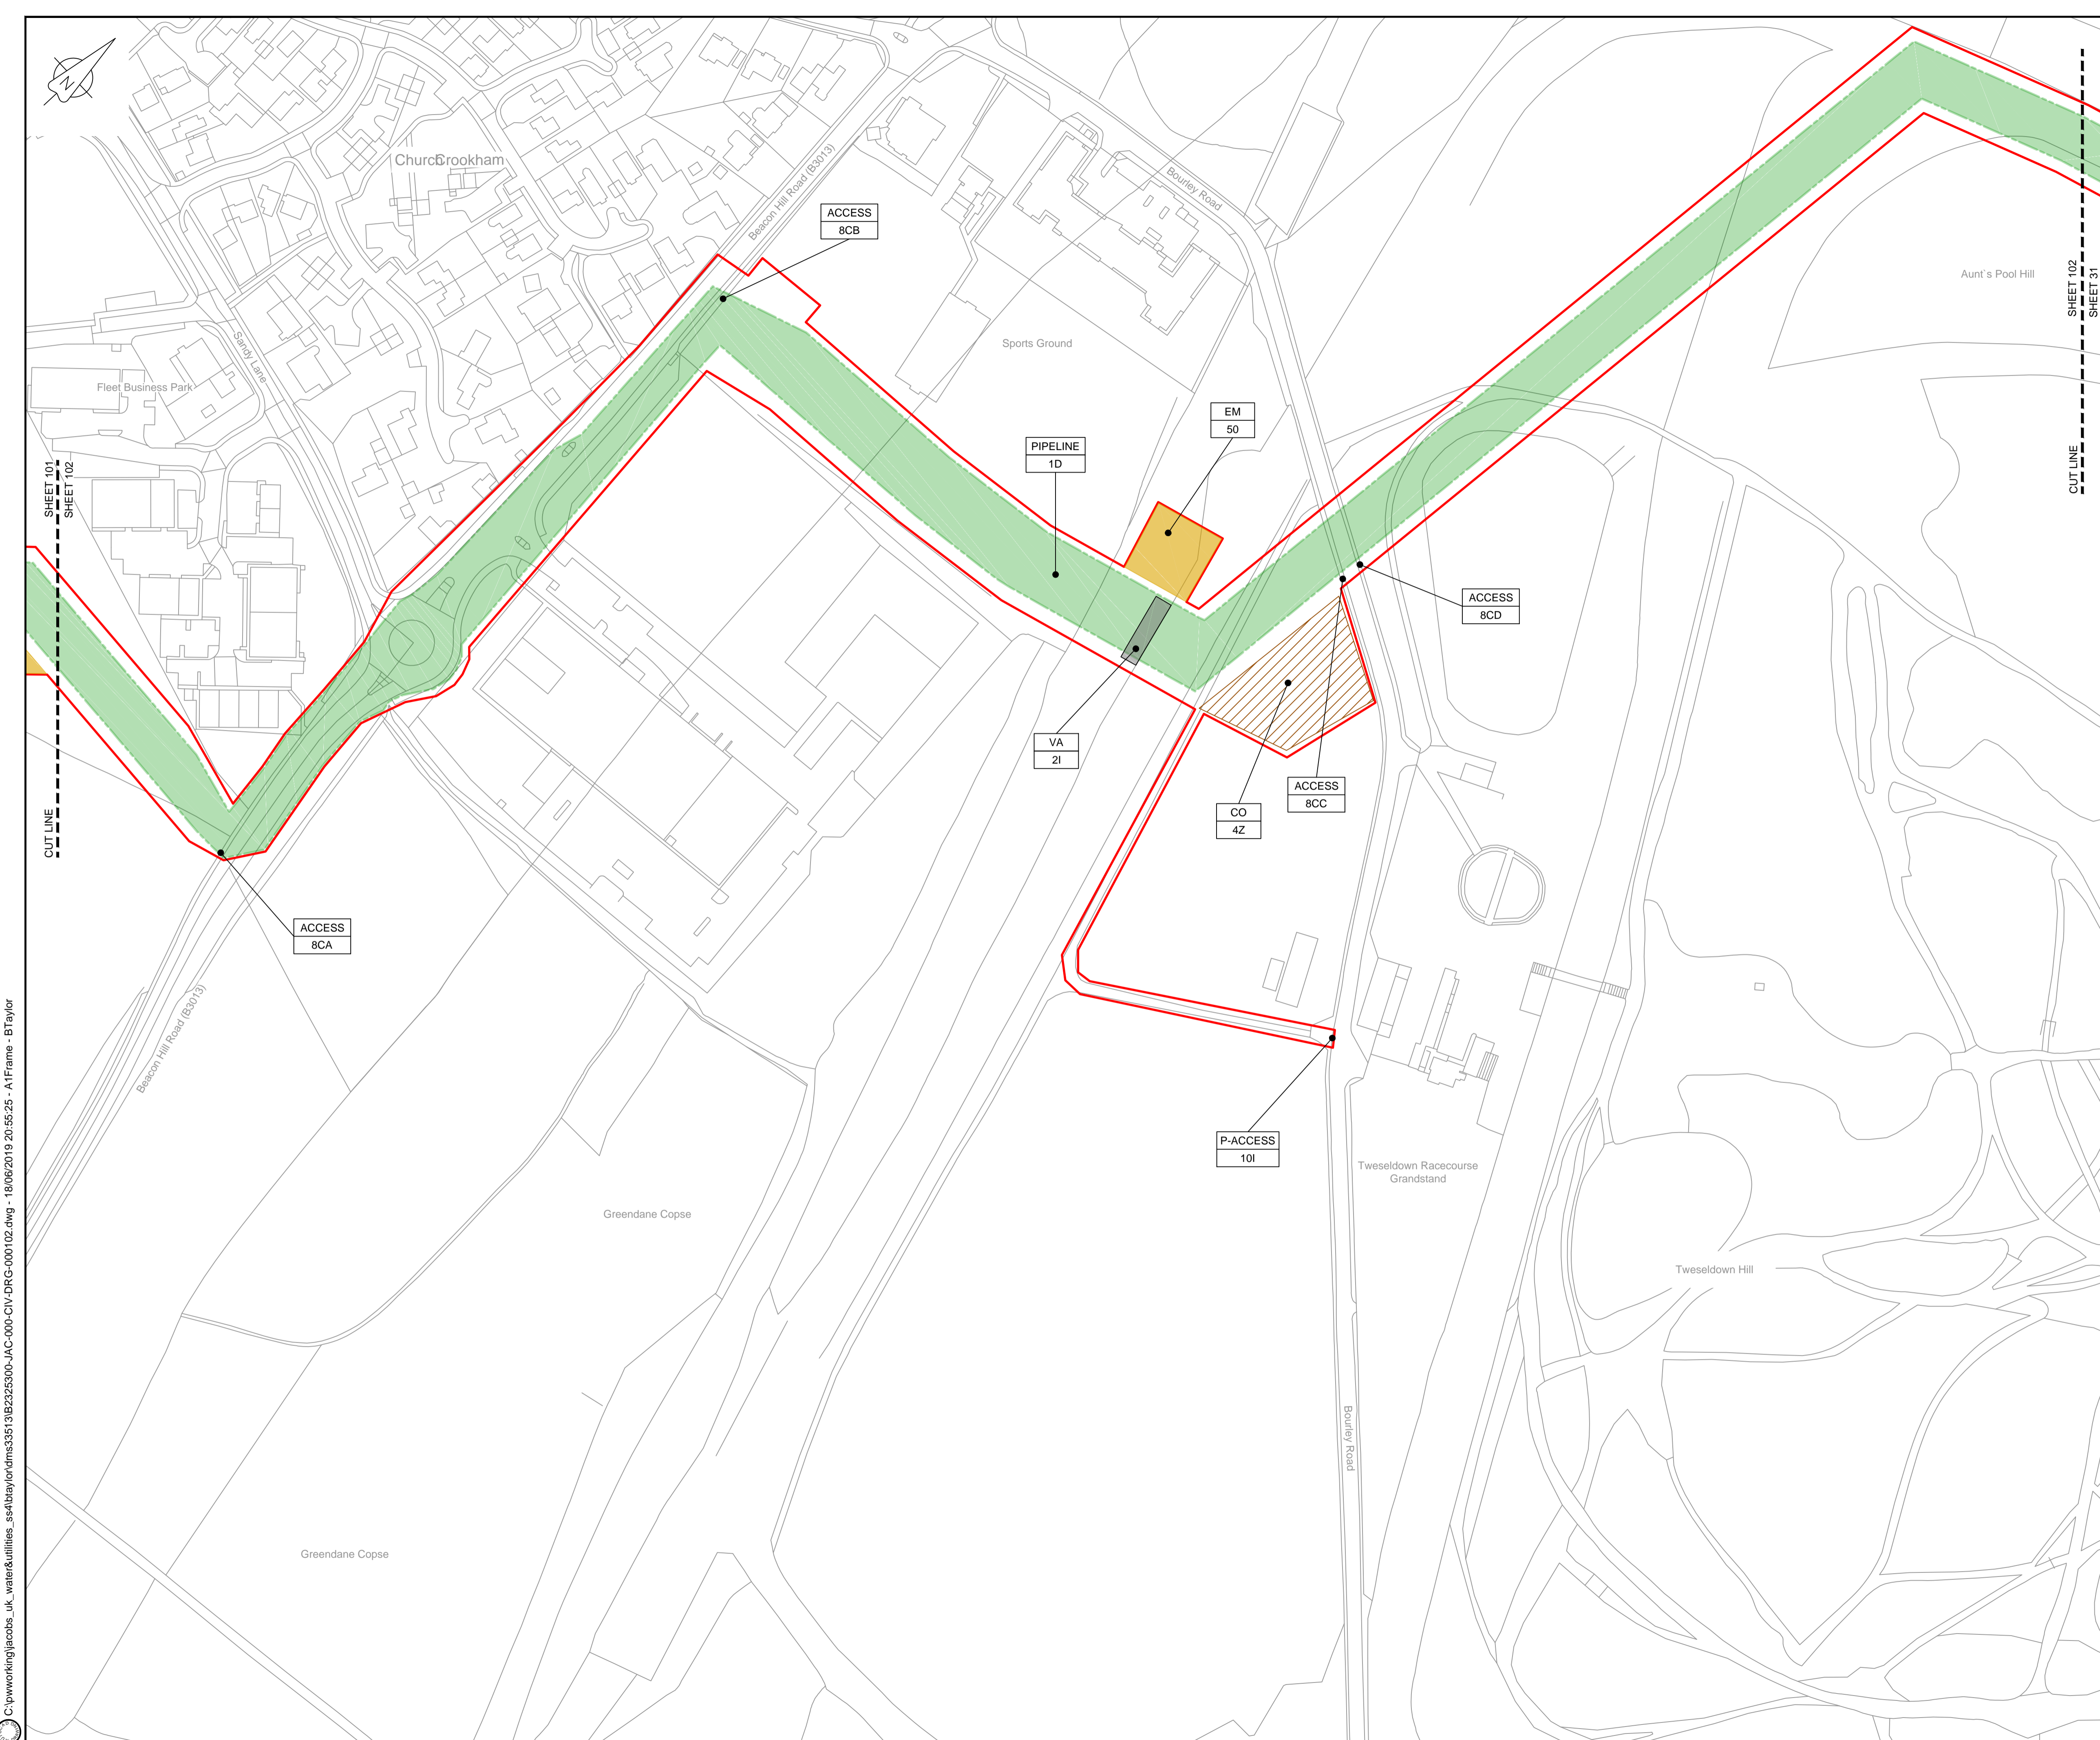 N
Church Crookham
Beacon Hill Road (B3013)
Bourley Road
ACCESS
8CB
Aunt`s Pool Hill
SHEET 102
SHEET 31
CUT LINE
Sports Ground
Sandy Lane
Fleet Business Park
EM
50
PIPELINE
1D
SHEET 101
SHEET 102
CUT LINE
ACCESS
8CD
VA
2I
ACCESS
8CC
CO
4Z
ACCESS
8CA
Beacon Hill Road (B3013)
P-ACCESS
10I
Tweseldown Racecourse
Grandstand
Greendane Copse
Tweseldown Hill
Bourley Road
Greendane Copse
C:\pwworking\jacobs_uk_water&utilities_ss4\btaylor\dms33513\B2325300-JAC-000-CIV-DRG-000102.dwg - 18/06/2019 20:55:25 - A1Frame - BTaylor